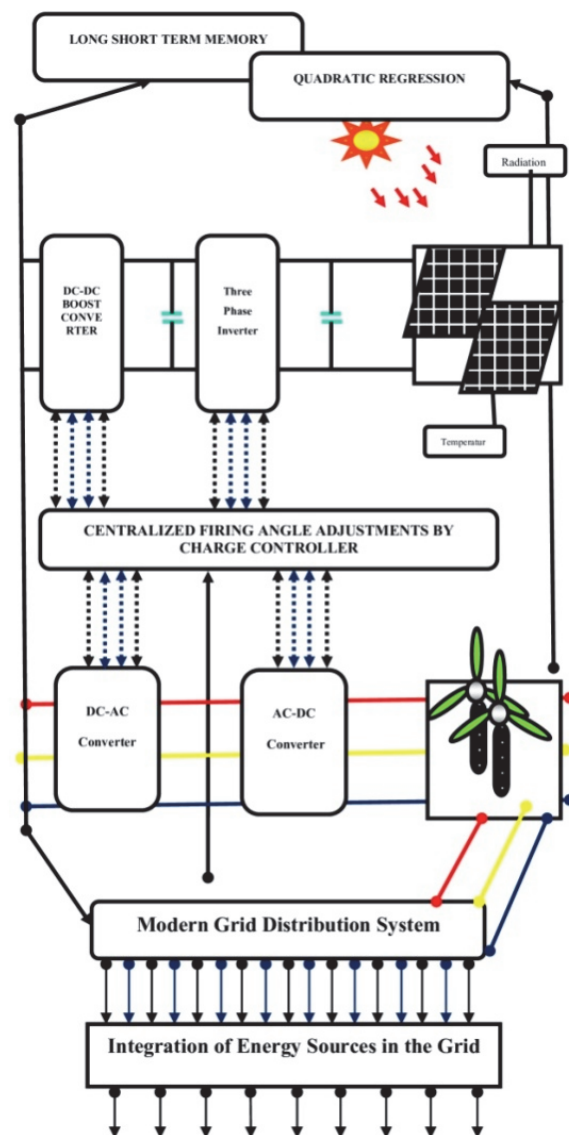 LONG SHORT TERM MEMORY
QUADRATIC REGRESSION
Radiation
DC-DC
BOOST
CONVE
RTER
Three
Phase
Inverter
Temperatur
CENTRALIZED FIRING ANGLE ADJUSTMENTS BY
CHARGE CONTROLLER
DC-AC
Converter
AC-DC
Converter
Modern Grid Distribution System
Integration of Energy Sources in the Grid